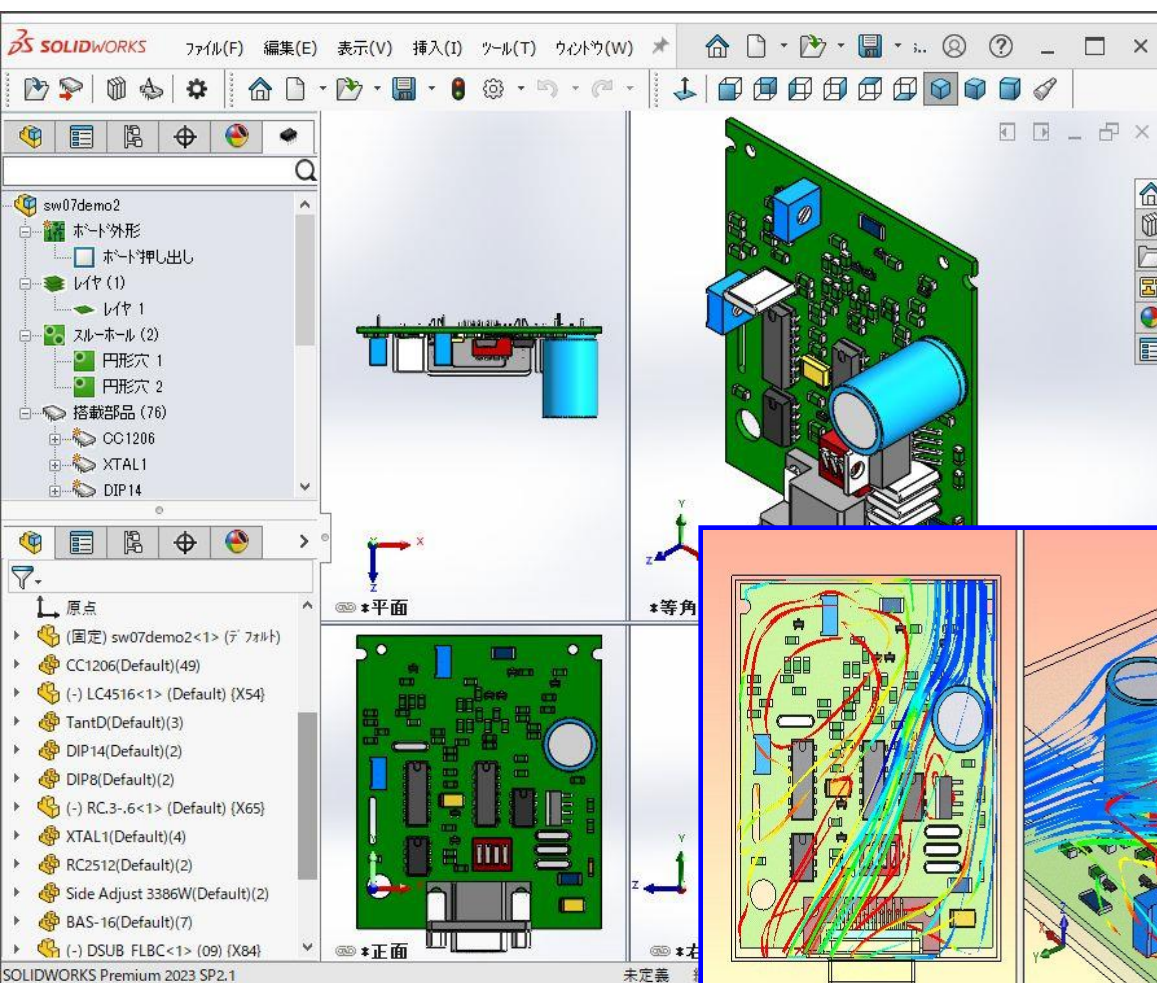 SOLIDWORKS ファイル(F) 編集(E) 表示(V) 挿入(I) ツール(T) ウィンドウ(W)
sw07demo2
ボード外形
ボード押し出し
レイヤ (1)
レイヤ 1
スルーホール (2)
円形穴 1
円形穴 2
搭載部品 (76)
CC1206
XTAL1
DIP14
原点
(固定) sw07demo2<1> (デフォルト)
CC1206(Default)(49)
(-) LC4516<1> (Default) {X54}
TantD(Default)(3)
DIP14(Default)(2)
DIP8(Default)(2)
(-) RC.3-.6<1> (Default) {X65}
XTAL1(Default)(4)
RC2512(Default)(2)
Side Adjust 3386W(Default)(2)
BAS-16(Default)(7)
(-) DSUB FLBC<1> (09) {X84}
X
Z
*平面
Y
Z
*等角
*正面
Y
Z
*右
Z
X
Y
SOLIDWORKS Premium 2023 SP2.1
未定義